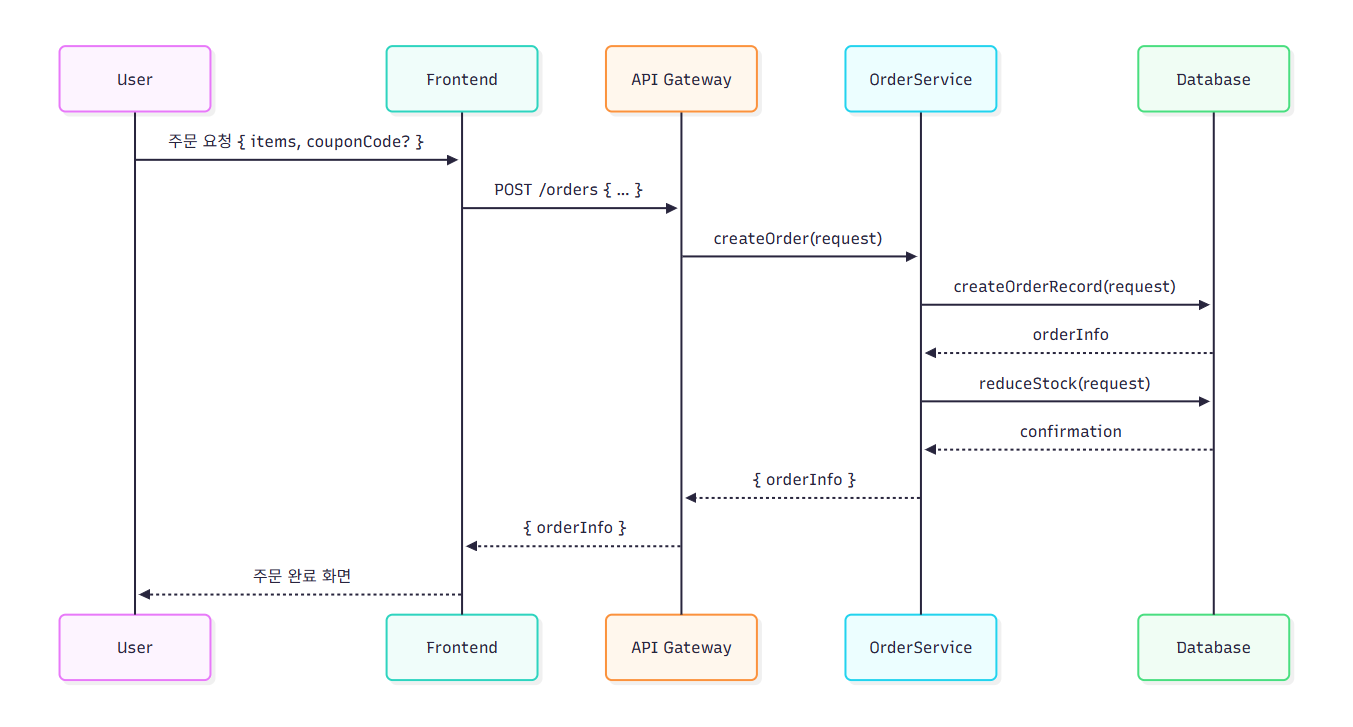 User
Frontend
API Gateway
OrderService
Database
주문 요청 { items, couponCode? }
POST /orders { ... }
createOrder(request)
createOrderRecord(request)
orderInfo
reduceStock(request)
confirmation
{ orderInfo }
{ orderInfo }
주문 완료 화면
User
Frontend
API Gateway
OrderService
Database